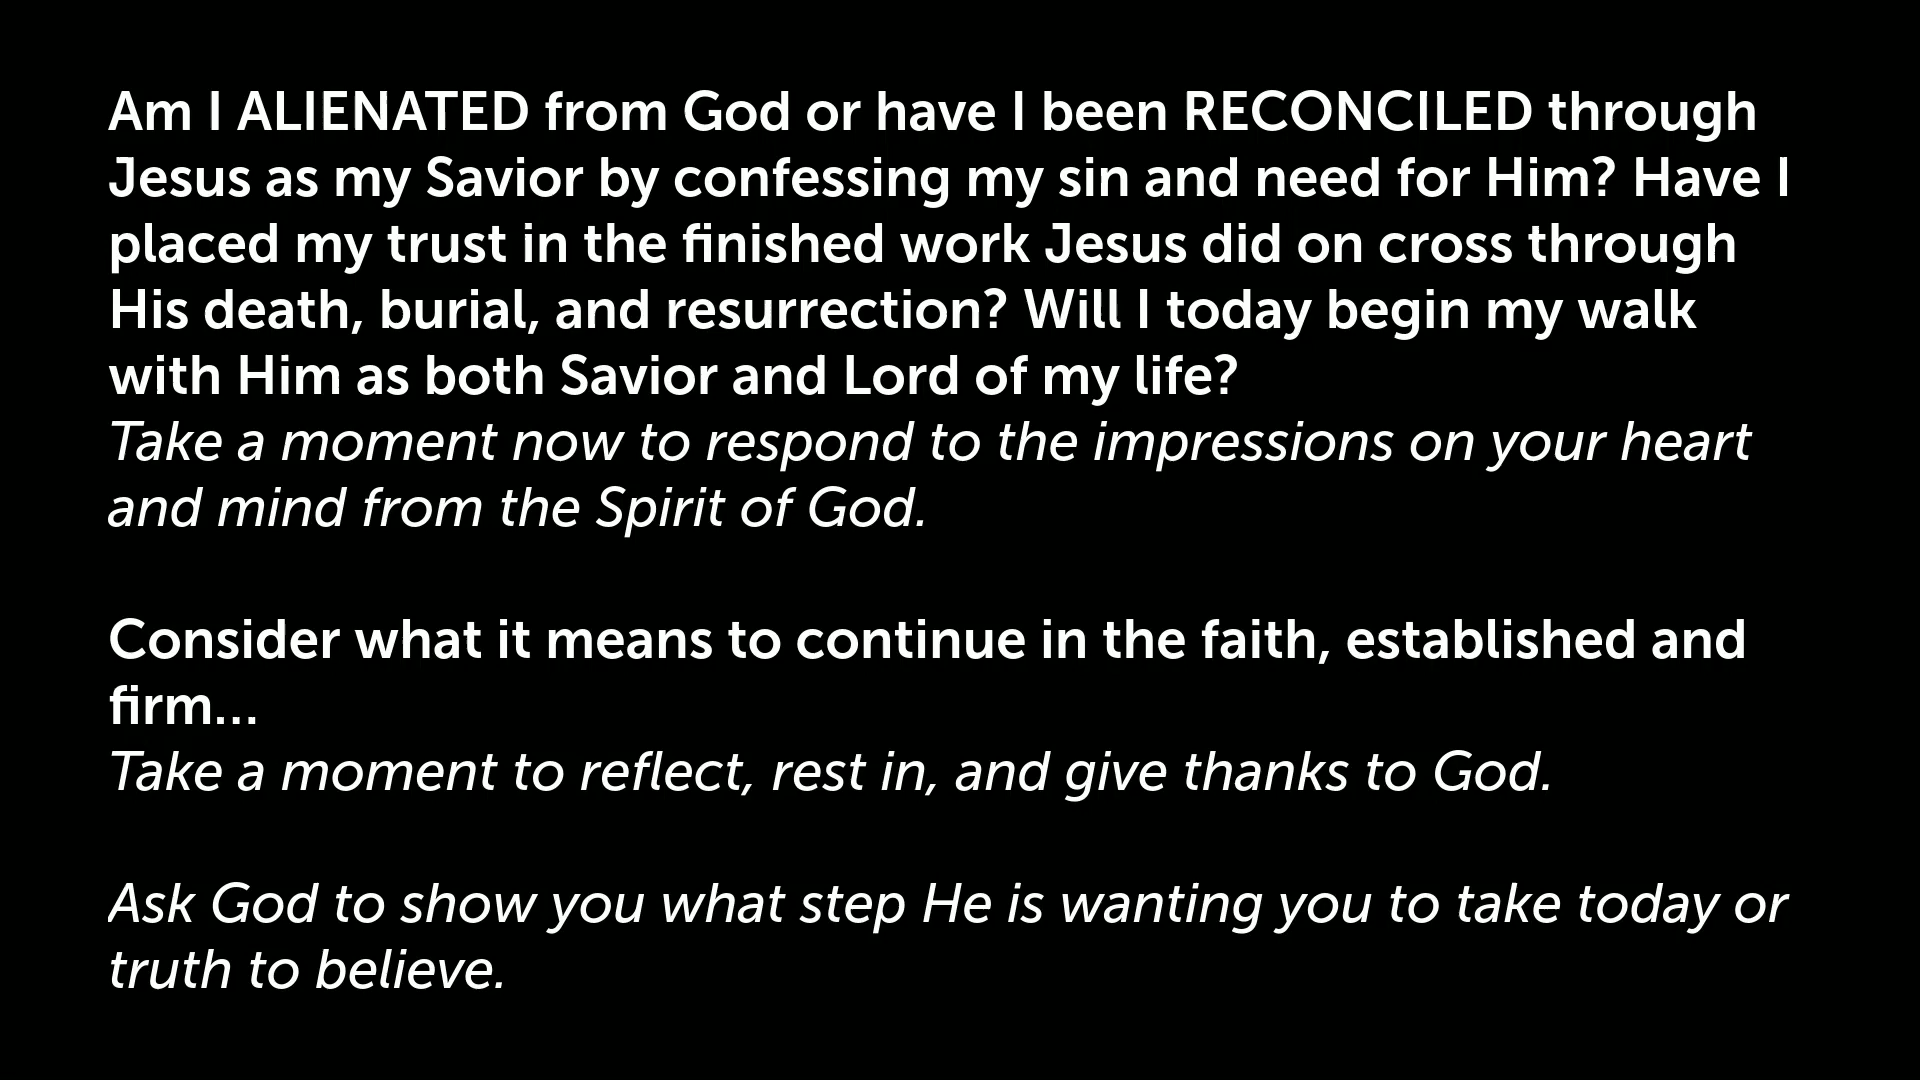 Am I ALIENATED from God or have I been RECONCILED through
Jesus as my Savior by confessing my sin and need for Him? Have I
placed my trust in the finished work Jesus did on cross through
His death, burial, and resurrection? Will I today begin my walk
with Him as both Savior and Lord of my life?
Take a moment now to respond to the impressions on your heart
and mind from the Spirit of God.
Consider what it means to continue in the faith, established and
firm...
Take a moment to reflect, rest in, and give thanks to God.
Ask God to show you what step He is wanting you to take today or
truth to believe.